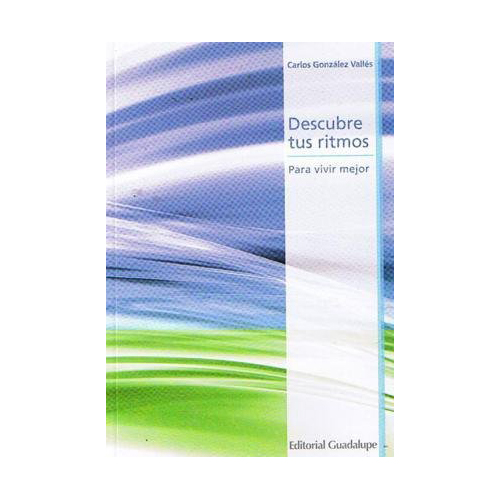 Carlos González Vallés
Descubre
tus ritmos
Para vivir mejor
Editorial Guadalupe